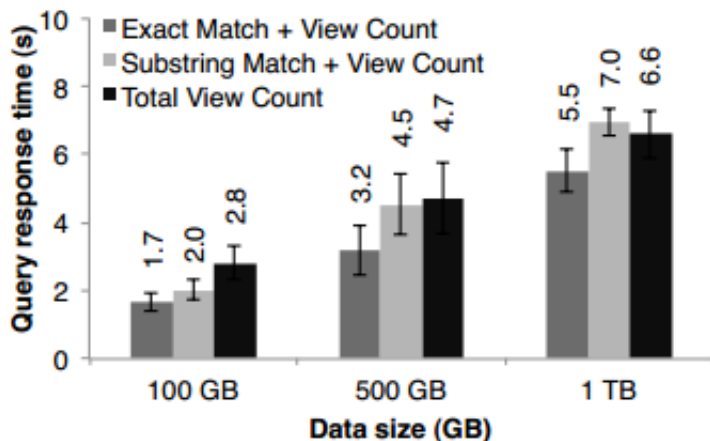 Query response time (s)
10
8
6
4
2
0
Exact Match + View Count
Substring Match + View Count
Total View Count
1.7
2.0
2.8
3.2
4.5
4.7
5.5
7.0
6.6
100 GB
500 GB
1 TB
Data size (GB)